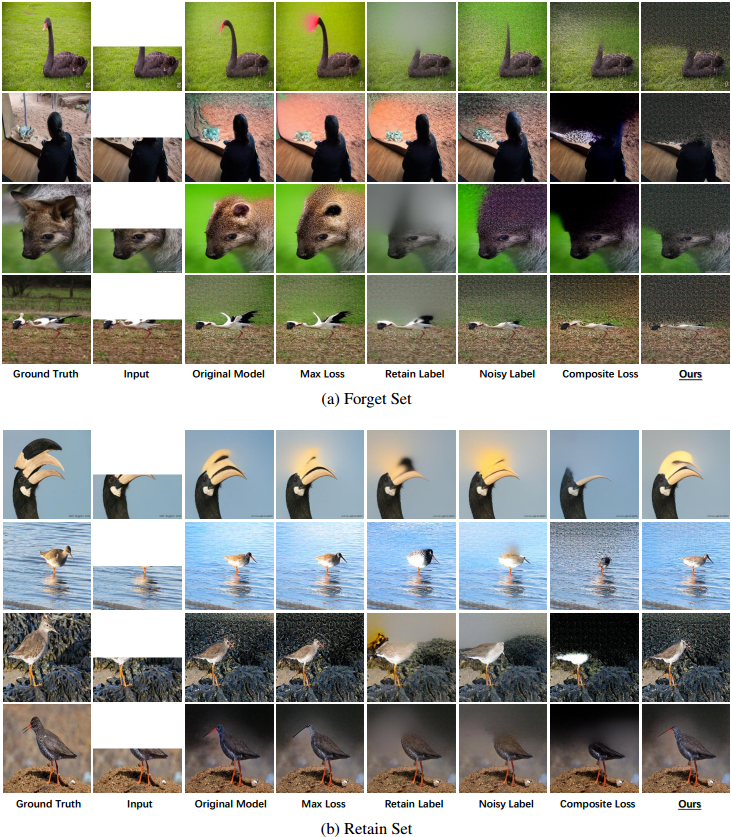 Ground Truth Input Original Model Max Loss Retain Label Noisy Label Composite Loss Ours
(a) Forget Set
Ground Truth Input Original Model Max Loss Retain Label Noisy Label Composite Loss Ours
(b) Retain Set